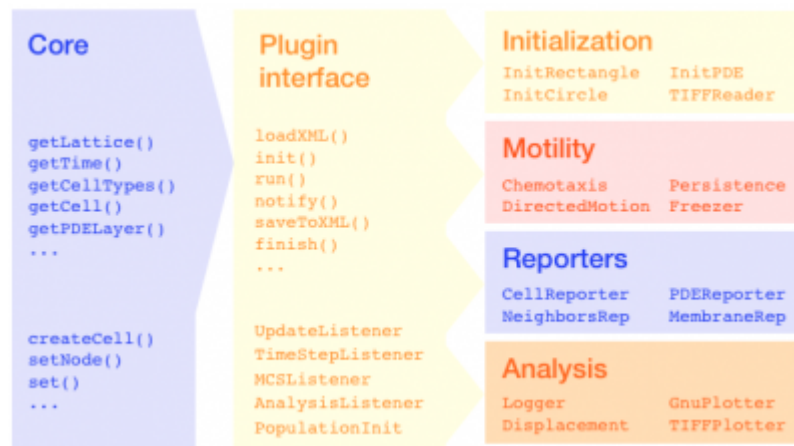 Core
getLattice()
getTime()
getCellTypes()
getCell()
getPDELayer()
...
createCell()
setNode()
set()
...
Plugin
interface
loadXML()
init()
run()
notify()
saveToXML()
finish()
...
UpdateListener
TimeStepListener
MCSListener
AnalysisListener
PopulationInit
Initialization
InitRectangle InitPDE
InitCircle TIFFReader
Motility
Chemotaxis Persistence
DirectedMotion Freezer
Reporters
CellReporter PDEReporter
NeighborsRep MembraneRep
Analysis
Logger GnuPlotter
Displacement TIFFPlotter